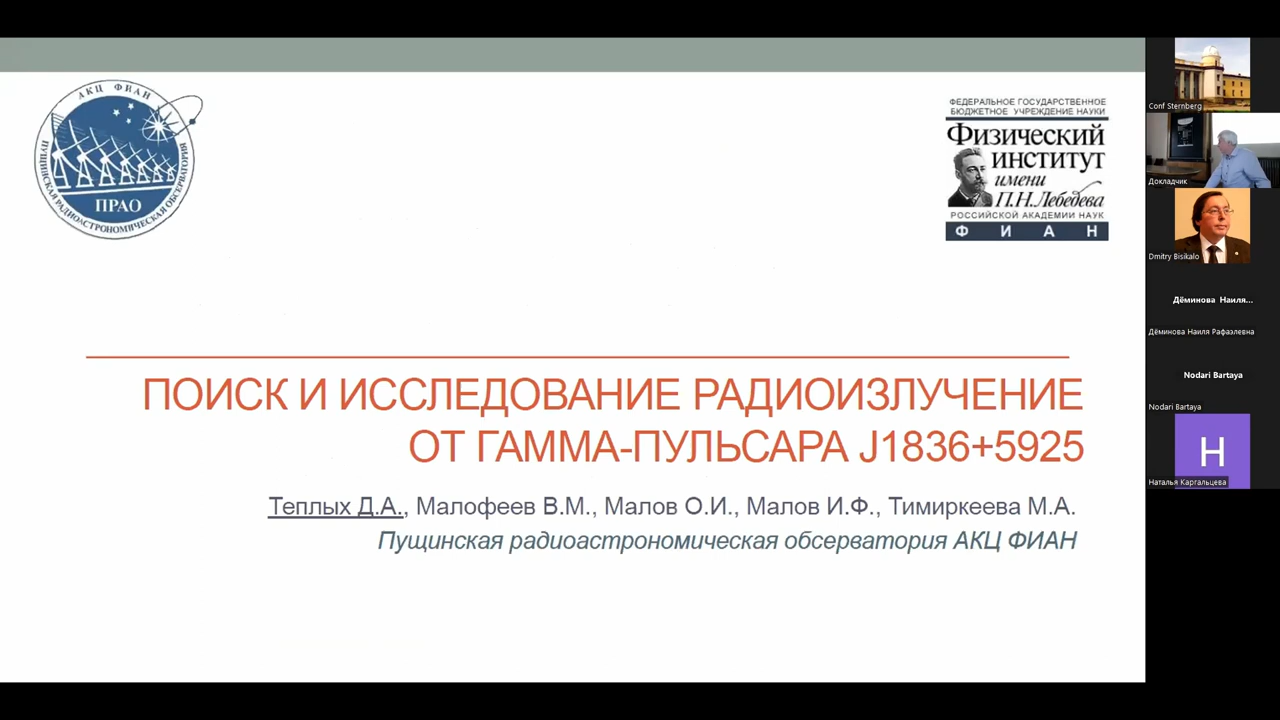 АКЦ ФИАН
ПУЩИНСКАЯ РАДИОАСТРОНОМИЧЕСКАЯ ОБСЕРВАТОРИЯ
ПРАО
ФЕДЕРАЛЬНОЕ ГОСУДАРСТВЕННОЕ
БЮДЖЕТНОЕ УЧРЕЖДЕНИЕ НАУКИ
Физический
институт
имени
П.Н.Лебедева
РОССИЙСКОЙ АКАДЕМИИ НАУК
Ф И А Н
ПОИСК И ИССЛЕДОВАНИЕ РАДИОИЗЛУЧЕНИЕ
ОТ ГАММА-ПУЛЬСАРА J1836+5925
Теплых Д.А., Малофеев В.М., Малов О.И., Малов И.Ф., Тимиркеева М.А.
Пущинская радиоастрономическая обсерватория АКЦ ФИАН
Conf Sternberg
Докладчик
Dmitry Bisikalo
Дёминова Наиля...
Дёминова Наиля Рафаэлевна
Nodari Bartaya
Nodari Bartaya
Н
Наталья Каргальцева